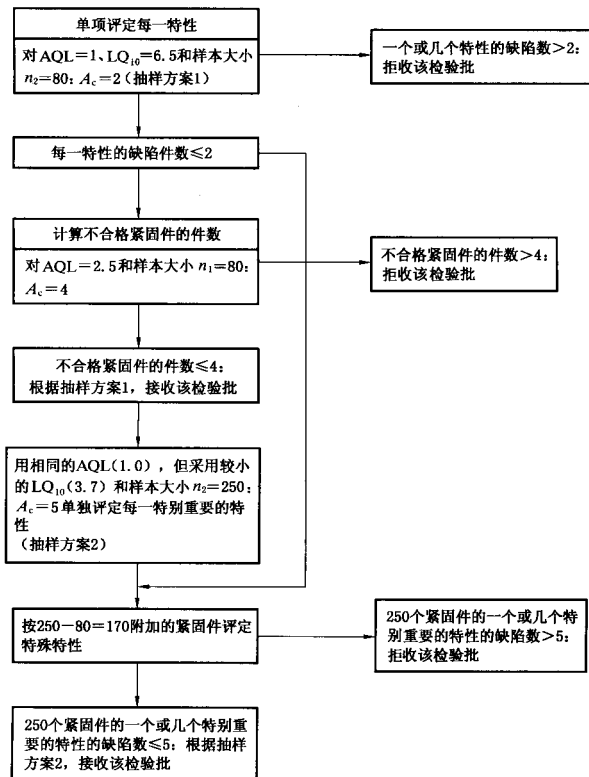 单项评定每一特性
对AQL=1、LQ₁₀=6.5和样本大小
n₂=80：A_c=2（抽样方案1）
一个或几个特性的缺陷数>2：
拒收该检验批
每一特性的缺陷件数≤2
计算不合格紧固件的件数
对AQL=2.5和样本大小 n₁=80：
A_c=4
不合格紧固件的件数>4：
拒收该检验批
不合格紧固件的件数≤4：
根据抽样方案1，接收该检验批
用相同的AQL(1.0)，但采用较小
的LQ₁₀(3.7)和样本大小n₂=250：
A_c=5单独评定每一特别重要的特
性
（抽样方案2）
按250－80=170附加的紧固件评定
特殊特性
250个紧固件的一个或几个特
别重要的特性的缺陷数>5：
拒收该检验批
250个紧固件的一个或几个特别重
要的特性的缺陷数≤5：根据抽样
方案2，接收该检验批